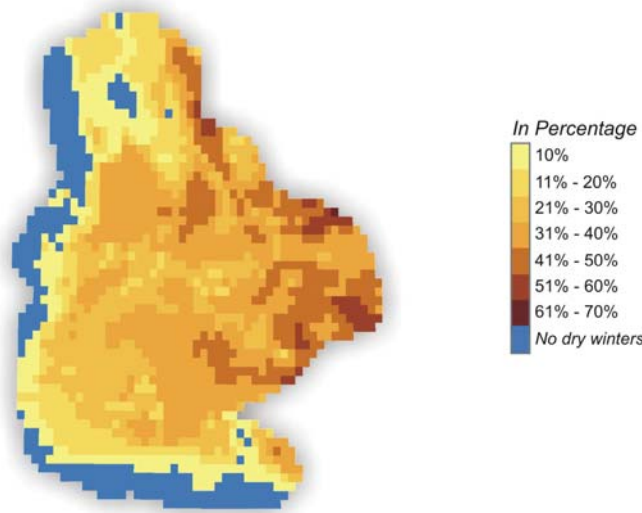 In Percentage
10%
11% - 20%
21% - 30%
31% - 40%
41% - 50%
51% - 60%
61% - 70%
No dry winters